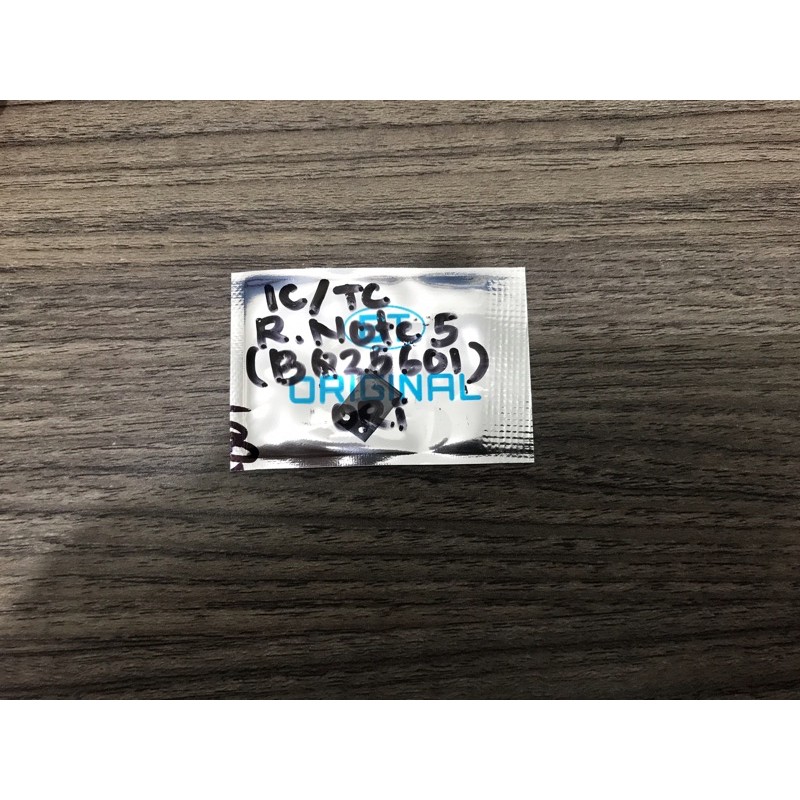 IC/TC
R. Note 5
(BQ25601)
ORIGINAL
ORI